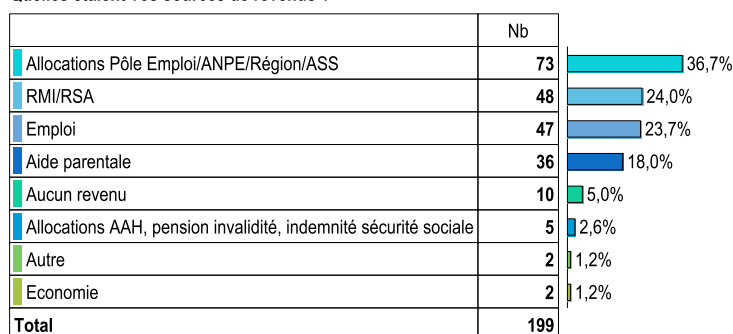 Nb
Allocations Pôle Emploi/ANPE/Région/ASS 73 36,7%
RMI/RSA 48 24,0%
Emploi 47 23,7%
Aide parentale 36 18,0%
Aucun revenu 10 5,0%
Allocations AAH, pension invalidité, indemnité sécurité sociale 5 2,6%
Autre 2 1,2%
Economie 2 1,2%
Total 199